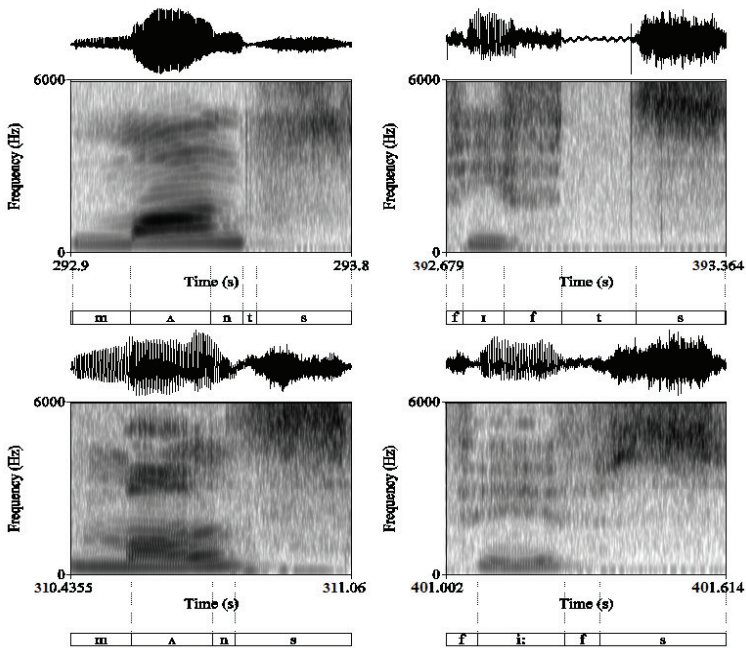 6000
Frequency (Hz)
0
292.9
293.8
Time (s)
m ʌ n t s
6000
Frequency (Hz)
0
392.679
393.364
Time (s)
f ɪ f t s
6000
Frequency (Hz)
0
310.4355
311.06
Time (s)
m ʌ n s
6000
Frequency (Hz)
0
401.002
401.614
Time (s)
f iː f s